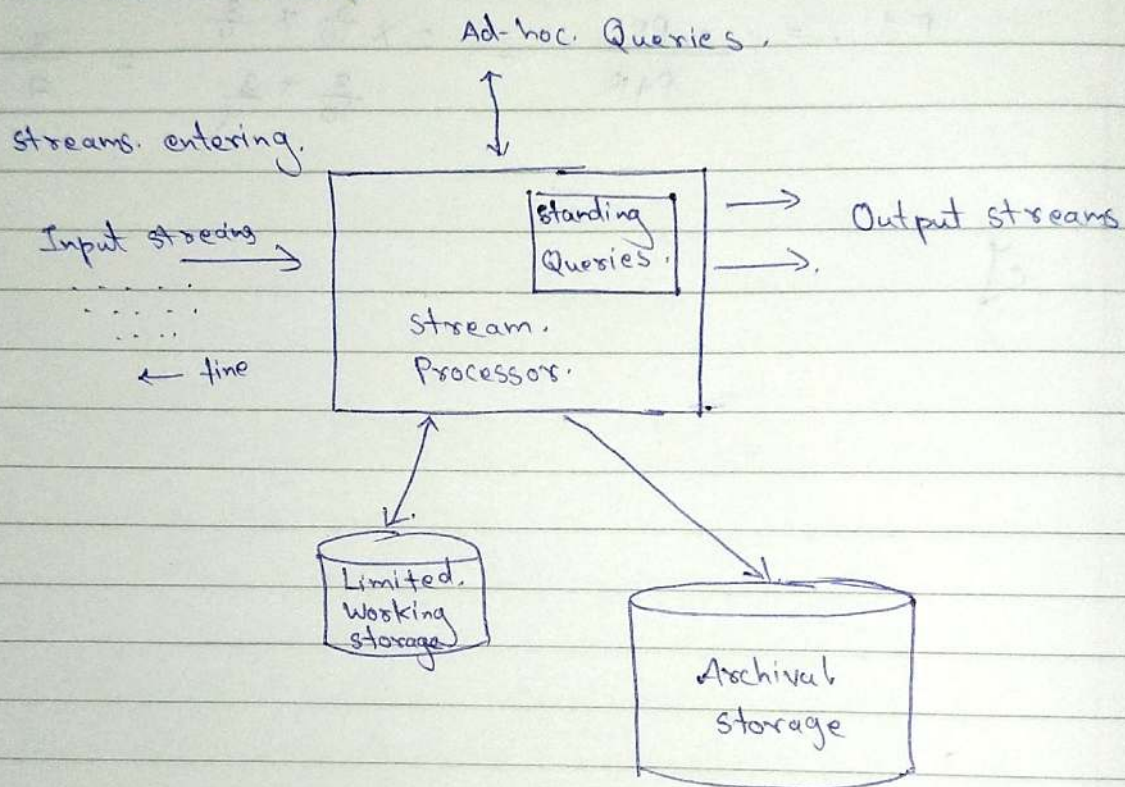 Ad-hoc. Queries.
streams. entering.
Input streams
← time
standing
Queries.
stream.
Processor.
Output streams
Limited.
Working
storage
Archival
storage